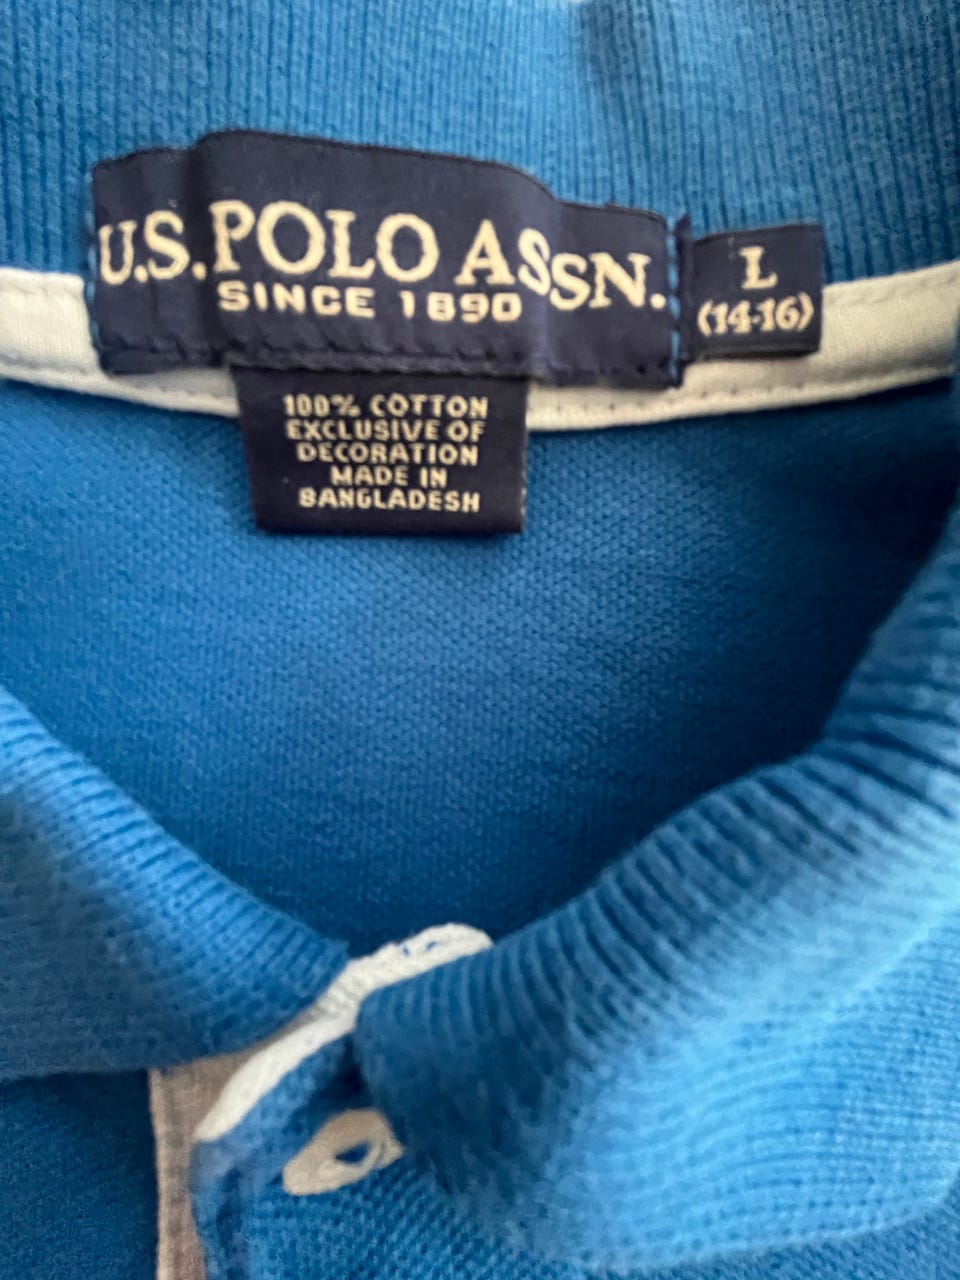 U.S. POLO ASSN.
SINCE 1890
L
(14-16)
100% COTTON
EXCLUSIVE OF
DECORATION
MADE IN
BANGLADESH